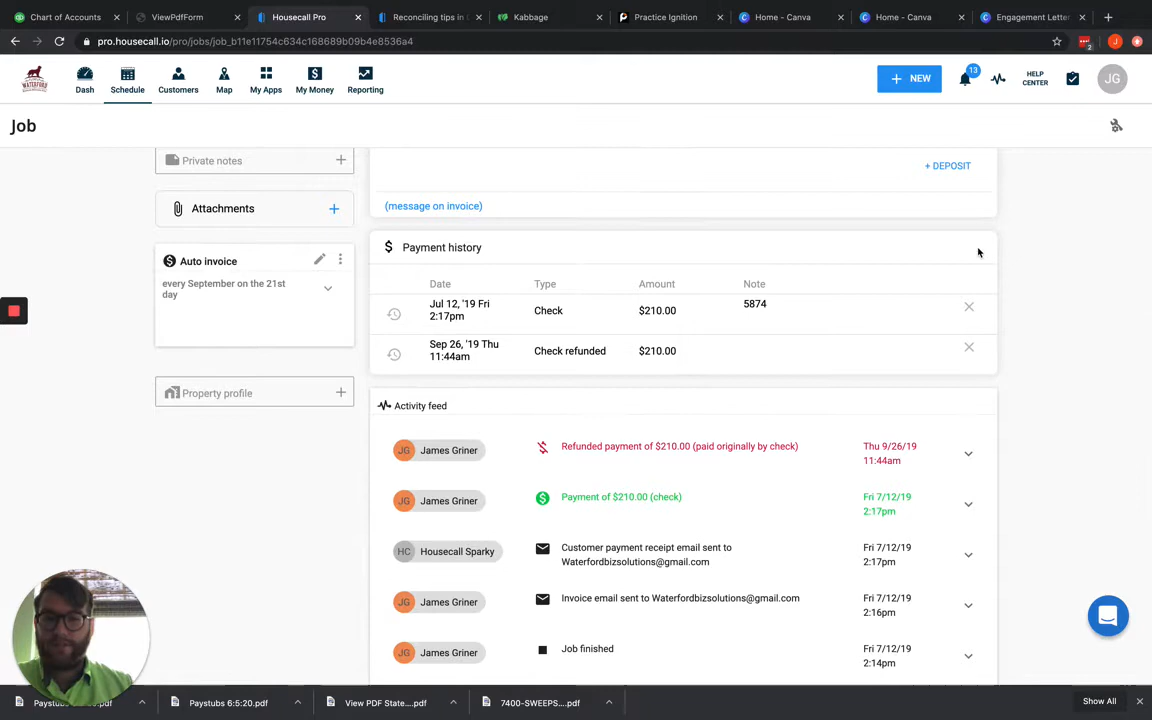 Chart of Accounts
ViewPdfForm
Housecall Pro
Reconciling tips in
Kabbage
Practice Ignition
Home - Canva
Home - Canva
Engagement Letter
pro.housecall.io/pro/jobs/job_b11e11754c634c168689b09b4e8536a4
2
J
WATERFORD
Dash
Schedule
Customers
Map
My Apps
My Money
Reporting
+ NEW
13
HELP CENTER
JG
Job
Private notes
+ DEPOSIT
Attachments
(message on invoice)
Auto invoice
every September on the 21st
day
Payment history
Date Type Amount Note
Jul 12, '19 Fri
2:17pm
Check
$210.00
5874
Sep 26, '19 Thu
11:44am
Check refunded
$210.00
Property profile
Activity feed
JG James Griner
Refunded payment of $210.00 (paid originally by check)
Thu 9/26/19
11:44am
JG James Griner
Payment of $210.00 (check)
Fri 7/12/19
2:17pm
HC Housecall Sparky
Customer payment receipt email sent to
Waterfordbizsolutions@gmail.com
Fri 7/12/19
2:17pm
JG James Griner
Invoice email sent to Waterfordbizsolutions@gmail.com
Fri 7/12/19
2:16pm
JG James Griner
Job finished
Fri 7/12/19
2:14pm
Paystubs 6:5:20.pdf
View PDF State....pdf
7400-SWEEPS....pdf
Show All